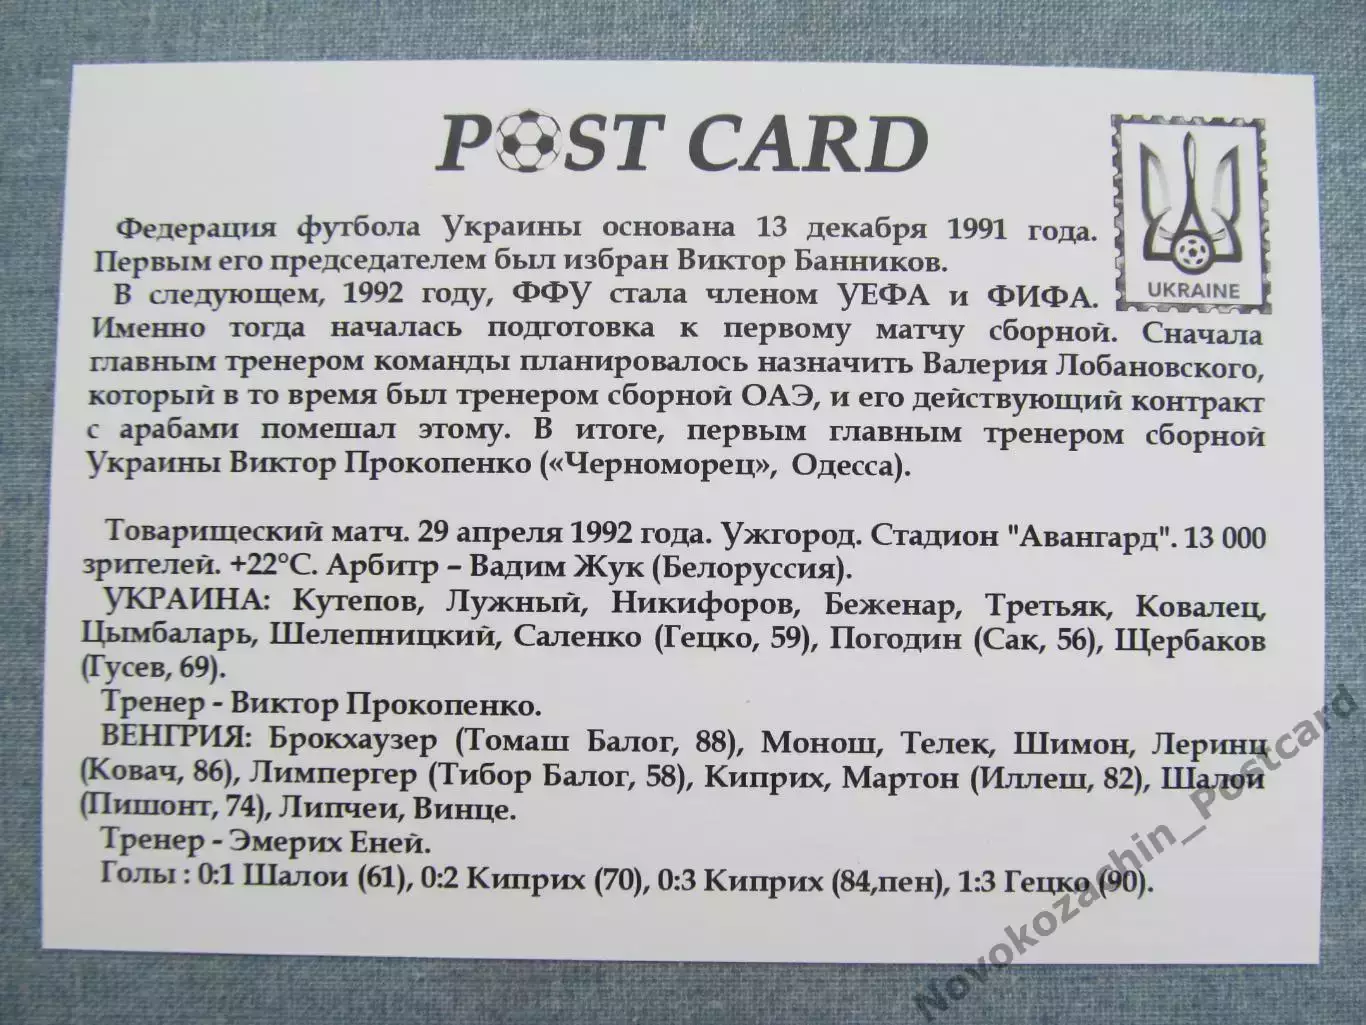 POST CARD
UKRAINE
Федерация футбола Украины основана 13 декабря 1991 года.
Первым его председателем был избран Виктор Банников.
В следующем, 1992 году, ФФУ стала членом УЕФА и ФИФА.
Именно тогда началась подготовка к первому матчу сборной. Сначала
главным тренером команды планировалось назначить Валерия Лобановского,
который в то время был тренером сборной ОАЭ, и его действующий контракт
с арабами помешал этому. В итоге, первым главным тренером сборной
Украины Виктор Прокопенко («Черноморец», Одесса).
Товарищеский матч. 29 апреля 1992 года. Ужгород. Стадион "Авангард". 13 000
зрителей. +22°С. Арбитр – Вадим Жук (Белоруссия).
УКРАИНА: Кутепов, Лужный, Никифоров, Беженар, Третьяк, Ковалец,
Цымбаларь, Шелепницкий, Саленко (Гецко, 59), Погодин (Сак, 56), Щербаков
(Гусев, 69).
Тренер - Виктор Прокопенко.
ВЕНГРИЯ: Брокхаузер (Томаш Балог, 88), Монош, Телек, Шимон, Леринц
(Ковач, 86), Лимпергер (Тибор Балог, 58), Киприх, Мартон (Иллеш, 82), Шалои
(Пишонт, 74), Липчеи, Винце.
Тренер - Эмерих Еней.
Голы : 0:1 Шалои (61), 0:2 Киприх (70), 0:3 Киприх (84,пен), 1:3 Гецко (90).
Novokozachin_Postcard